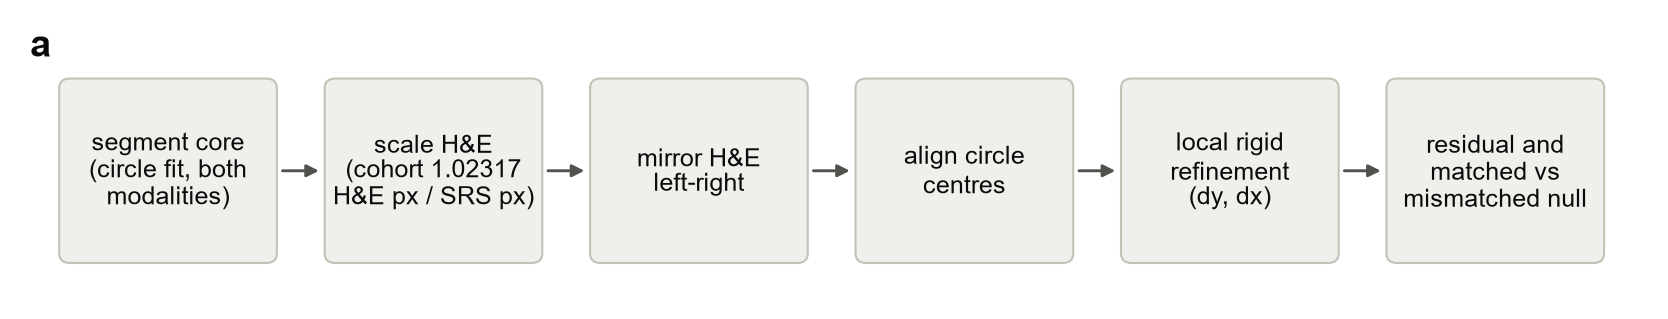 a
segment core
(circle fit, both
modalities)
scale H&E
(cohort 1.02317
H&E px / SRS px)
mirror H&E
left-right
align circle
centres
local rigid
refinement
(dy, dx)
residual and
matched vs
mismatched null